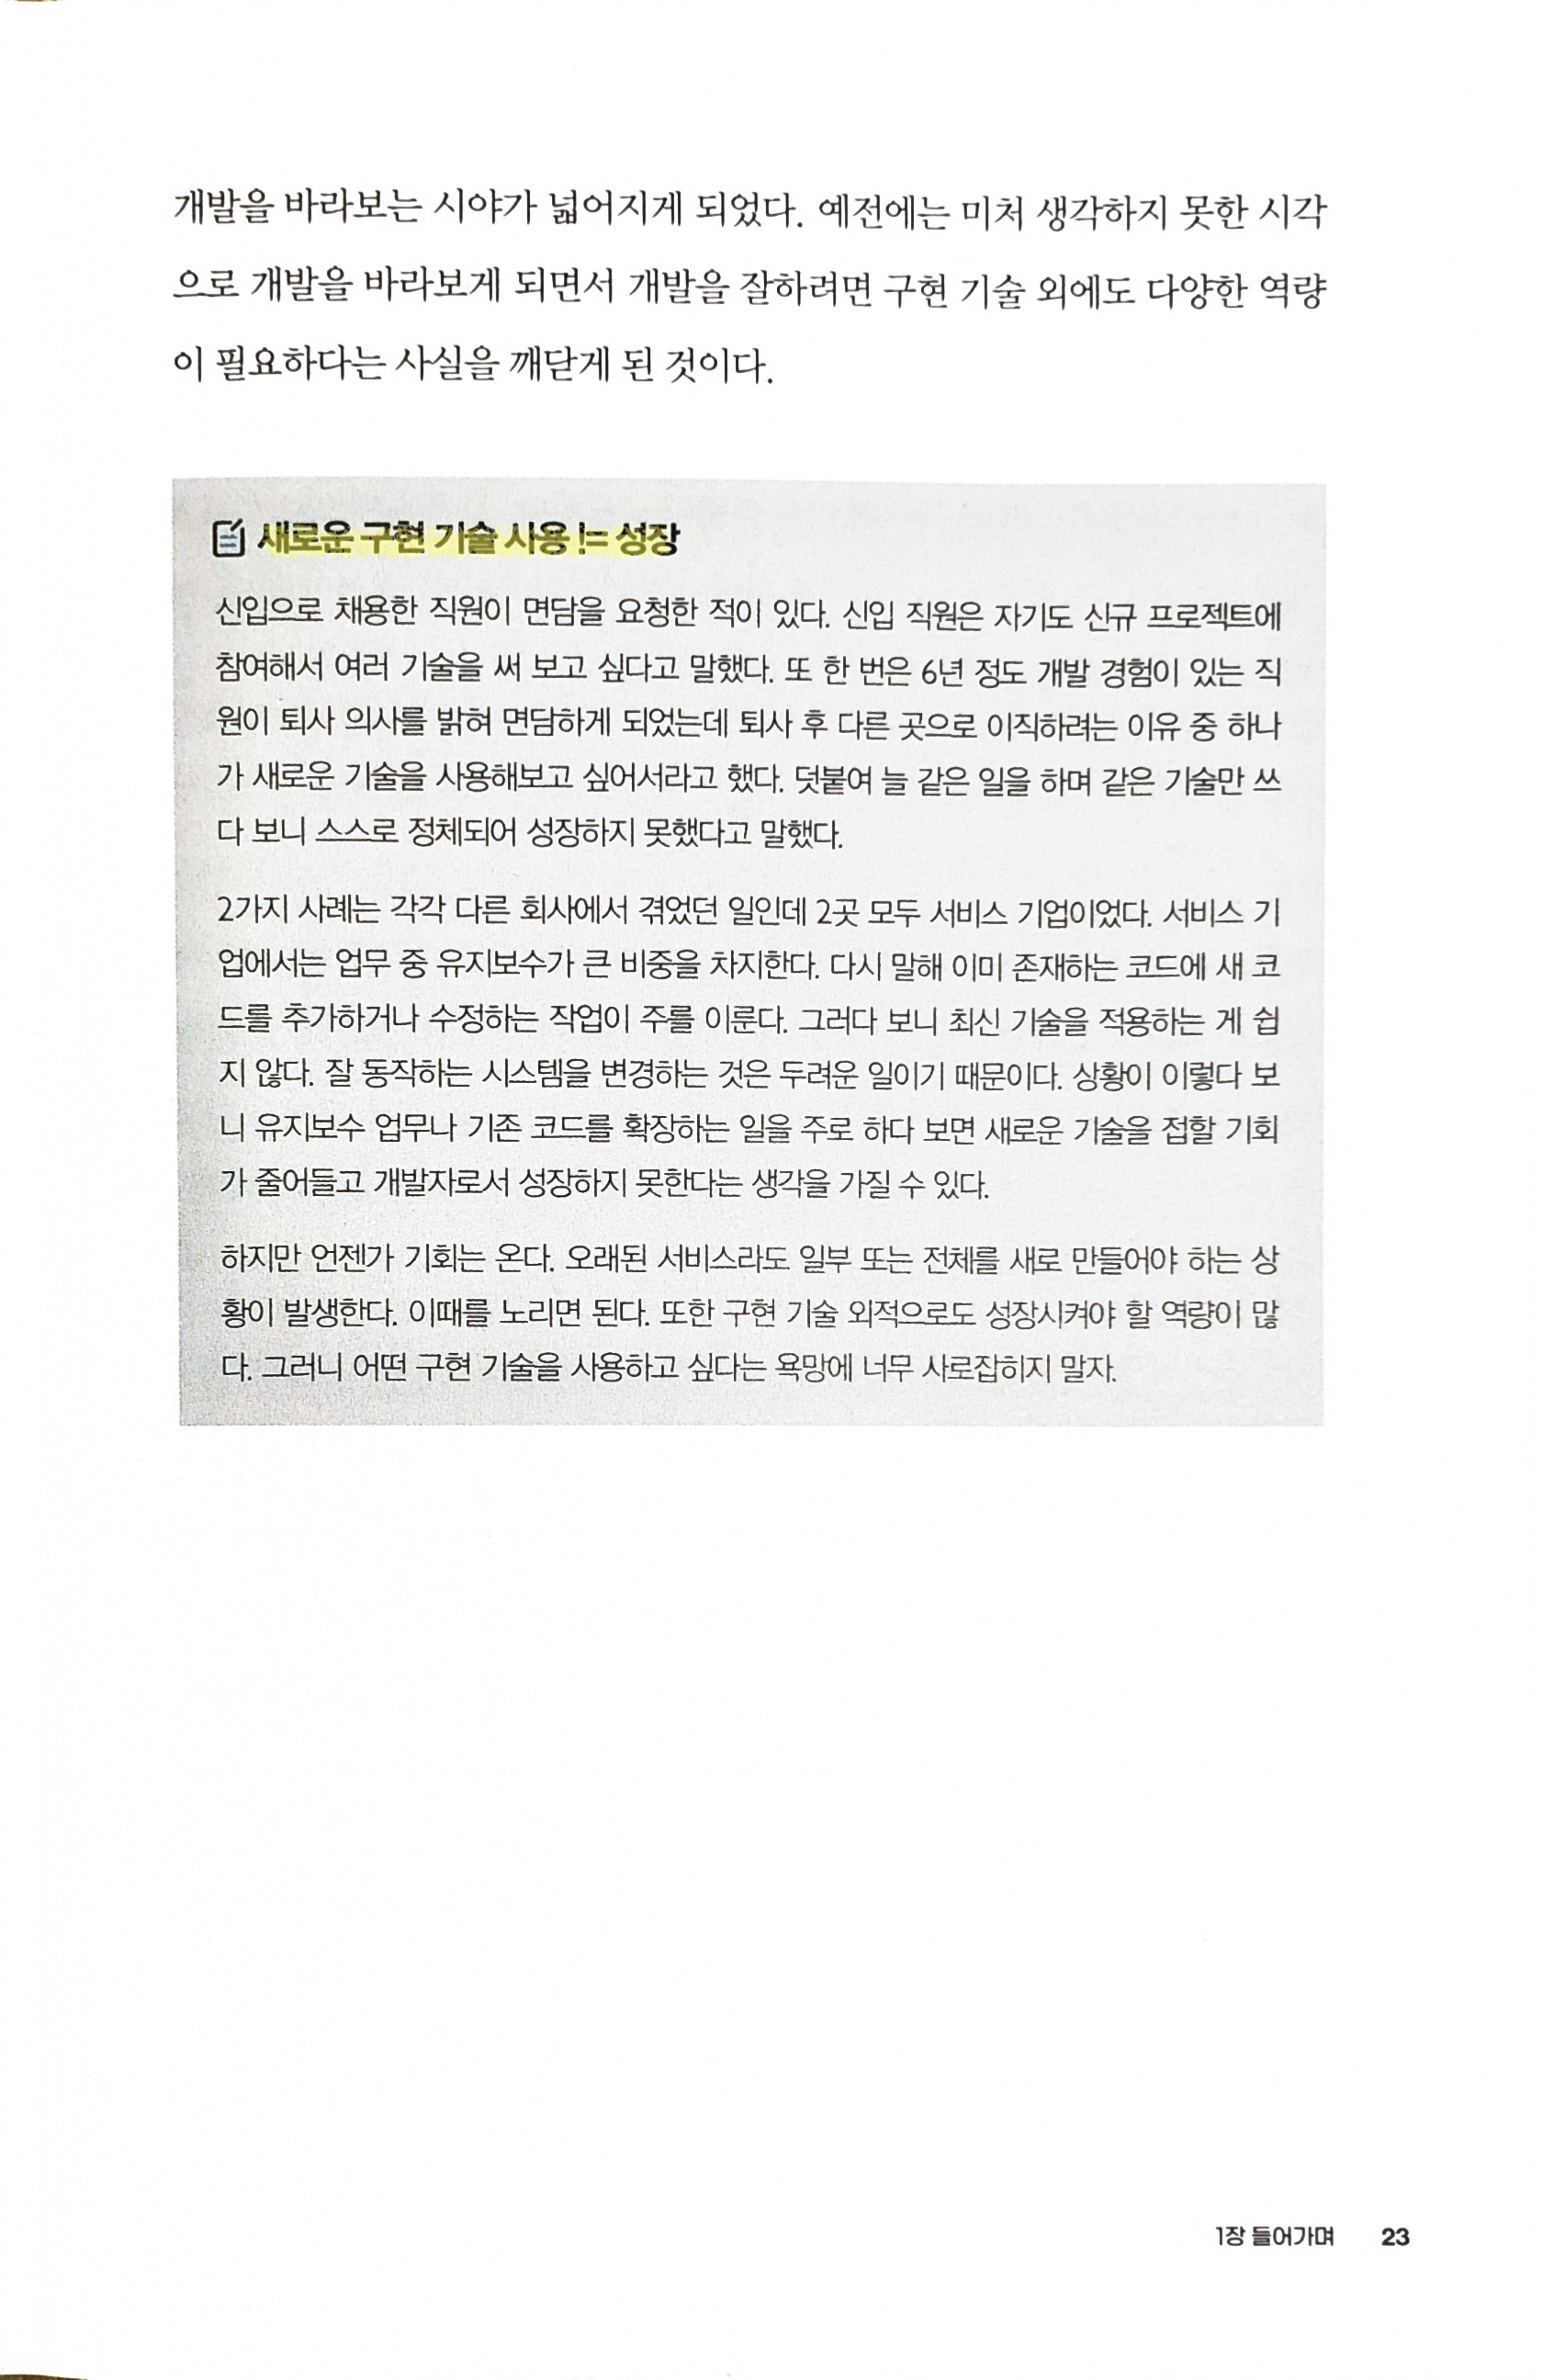 개발을 바라보는 시야가 넓어지게 되었다. 예전에는 미처 생각하지 못한 시각
으로 개발을 바라보게 되면서 개발을 잘하려면 구현 기술 외에도 다양한 역량
이 필요하다는 사실을 깨닫게 된 것이다.
새로운 구현 기술 사용 != 성장
신입으로 채용한 직원이 면담을 요청한 적이 있다. 신입 직원은 자기도 신규 프로젝트에
참여해서 여러 기술을 써 보고 싶다고 말했다. 또 한 번은 6년 정도 개발 경험이 있는 직
원이 퇴사 의사를 밝혀 면담하게 되었는데 퇴사 후 다른 곳으로 이직하려는 이유 중 하나
가 새로운 기술을 사용해보고 싶어서라고 했다. 덧붙여 늘 같은 일을 하며 같은 기술만 쓰
다 보니 스스로 정체되어 성장하지 못했다고 말했다.
2가지 사례는 각각 다른 회사에서 겪었던 일인데 2곳 모두 서비스 기업이었다. 서비스 기
업에서는 업무 중 유지보수가 큰 비중을 차지한다. 다시 말해 이미 존재하는 코드에 새 코
드를 추가하거나 수정하는 작업이 주를 이룬다. 그러다 보니 최신 기술을 적용하는 게 쉽
지 않다. 잘 동작하는 시스템을 변경하는 것은 두려운 일이기 때문이다. 상황이 이렇다 보
니 유지보수 업무나 기존 코드를 확장하는 일을 주로 하다 보면 새로운 기술을 접할 기회
가 줄어들고 개발자로서 성장하지 못한다는 생각을 가질 수 있다.
하지만 언젠가 기회는 온다. 오래된 서비스라도 일부 또는 전체를 새로 만들어야 하는 상
황이 발생한다. 이때를 노리면 된다. 또한 구현 기술 외적으로도 성장시켜야 할 역량이 많
다. 그러니 어떤 구현 기술을 사용하고 싶다는 욕망에 너무 사로잡히지 말자.
1장 들어가며 23